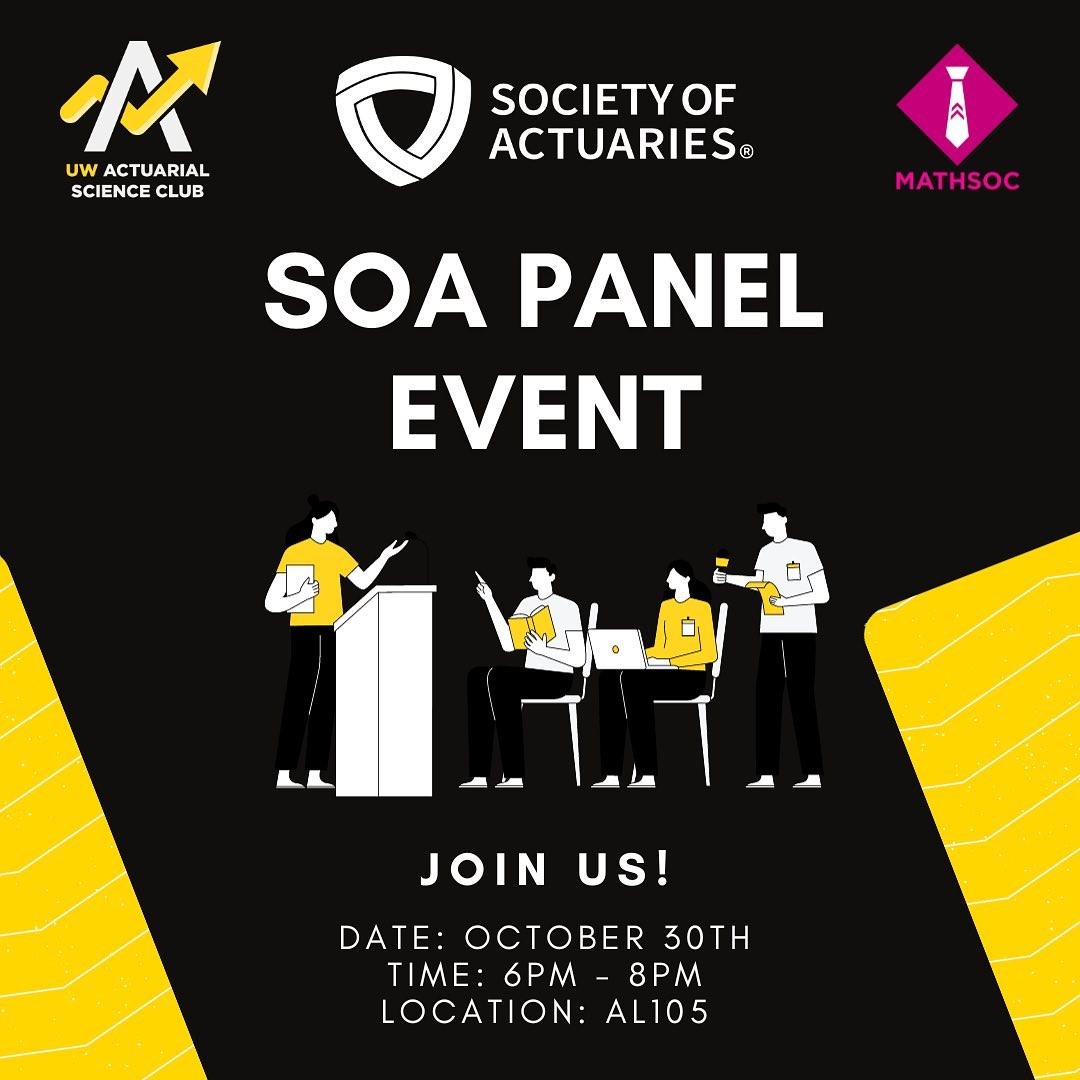 UW ACTUARIAL
SCIENCE CLUB
SOCIETY OF
ACTUARIES®
MATHSOC
SOA PANEL
EVENT
JOIN US!
DATE: OCTOBER 30TH
TIME: 6PM - 8PM
LOCATION: AL105